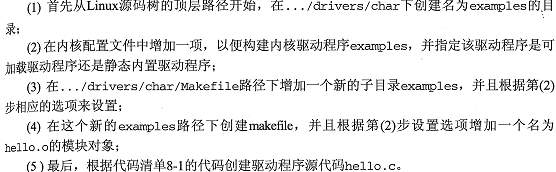 (1) 首先从Linux源码树的顶层路径开始，在.../drivers/char下创建名为examples的目
录；
(2) 在内核配置文件中增加一项，以便构建内核驱动程序examples，并指定该驱动程序是可
加载驱动程序还是静态内置驱动程序；
(3) 在.../drivers/char/Makefile路径下增加一个新的子目录examples，并且根据第(2)
步相应的选项来设置；
(4) 在这个新的examples路径下创建makefile，并且根据第(2)步设置选项增加一个名为
hello.o的模块对象；
(5) 最后，根据代码清单8-1的代码创建驱动程序源代码hello.c。